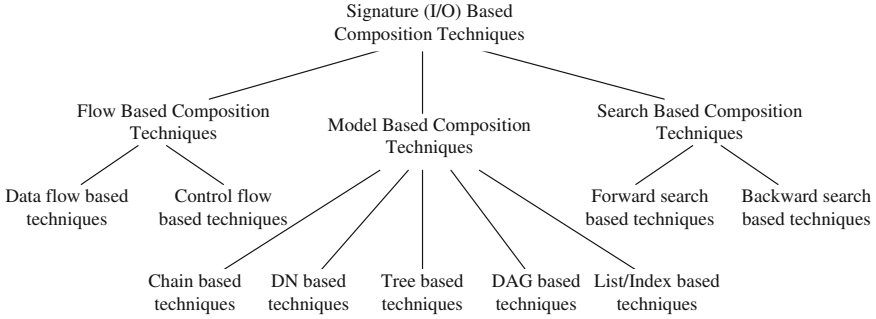 Signature (I/O) Based
Composition Techniques
Flow Based Composition
Techniques
Model Based Composition
Techniques
Search Based Composition
Techniques
Data flow based
techniques
Control flow
based techniques
Forward search
based techniques
Backward search
based techniques
Chain based
techniques
DN based
techniques
Tree based
techniques
DAG based
techniques
List/Index based
techniques